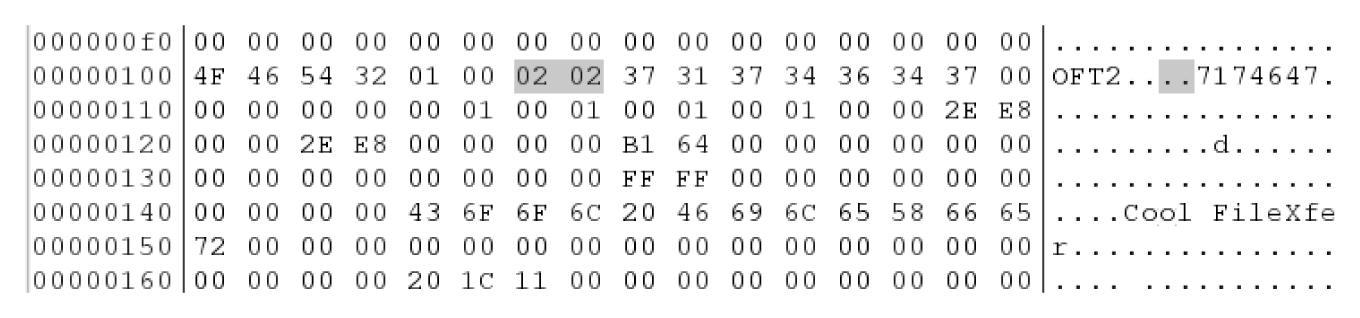 000000f0 00 00 00 00 00 00 00 00 00 00 00 00 00 00 00 00 ................
00000100 4F 46 54 32 01 00 02 02 37 31 37 34 36 34 37 00 OFT2....7174647.
00000110 00 00 00 00 00 01 00 01 00 01 00 01 00 00 2E E8 ................
00000120 00 00 2E E8 00 00 00 00 B1 64 00 00 00 00 00 00 .........d......
00000130 00 00 00 00 00 00 00 00 FF FF 00 00 00 00 00 00 ................
00000140 00 00 00 00 43 6F 6F 6C 20 46 69 6C 65 58 66 65 ....Cool FileXfe
00000150 72 00 00 00 00 00 00 00 00 00 00 00 00 00 00 00 r...............
00000160 00 00 00 00 20 1C 11 00 00 00 00 00 00 00 00 00 .... ...........